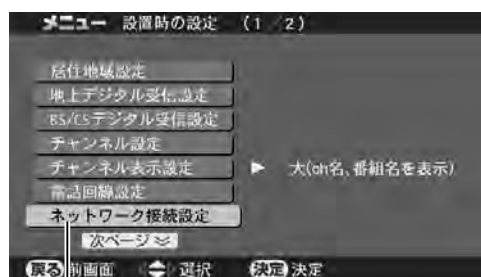 メニュー 設置時の設定 (1/2)
居住地域設定
地上デジタル受信設定
BS/CSデジタル受信設定
チャンネル設定
チャンネル表示設定 ▶ 大(ch名、番組名を表示)
電話回線設定
ネットワーク接続設定
次ページ
戻る 前画面 選択 決定 決定